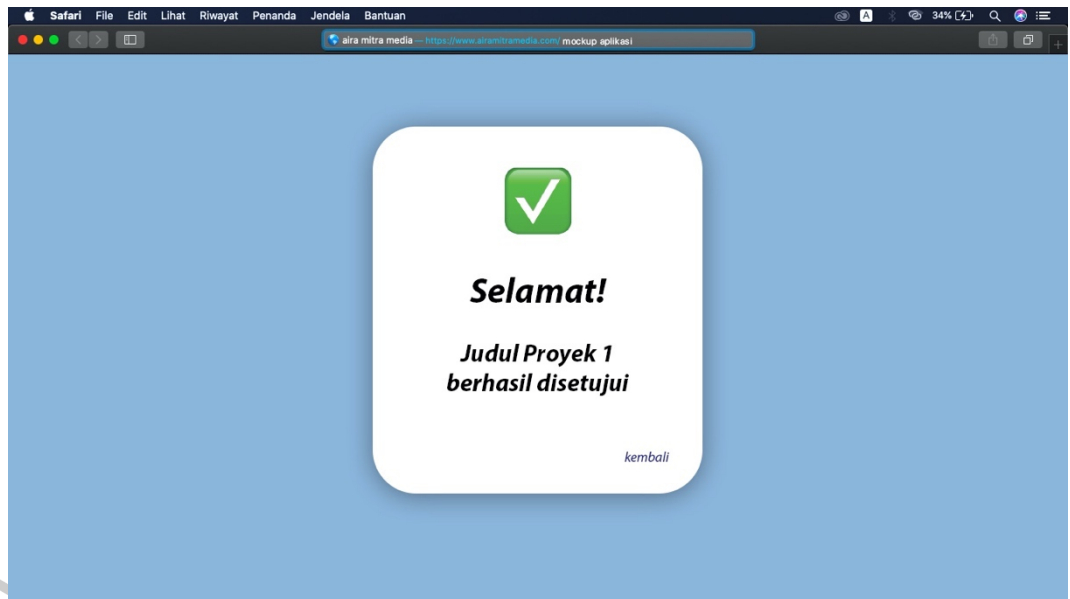 Safari File Edit Lihat Riwayat Penanda Jendela Bantuan A 34%
aira mitra media — https://www.airamitramedia.com/ mockup aplikasi
Selamat!
Judul Proyek 1
berhasil disetujui
kembali